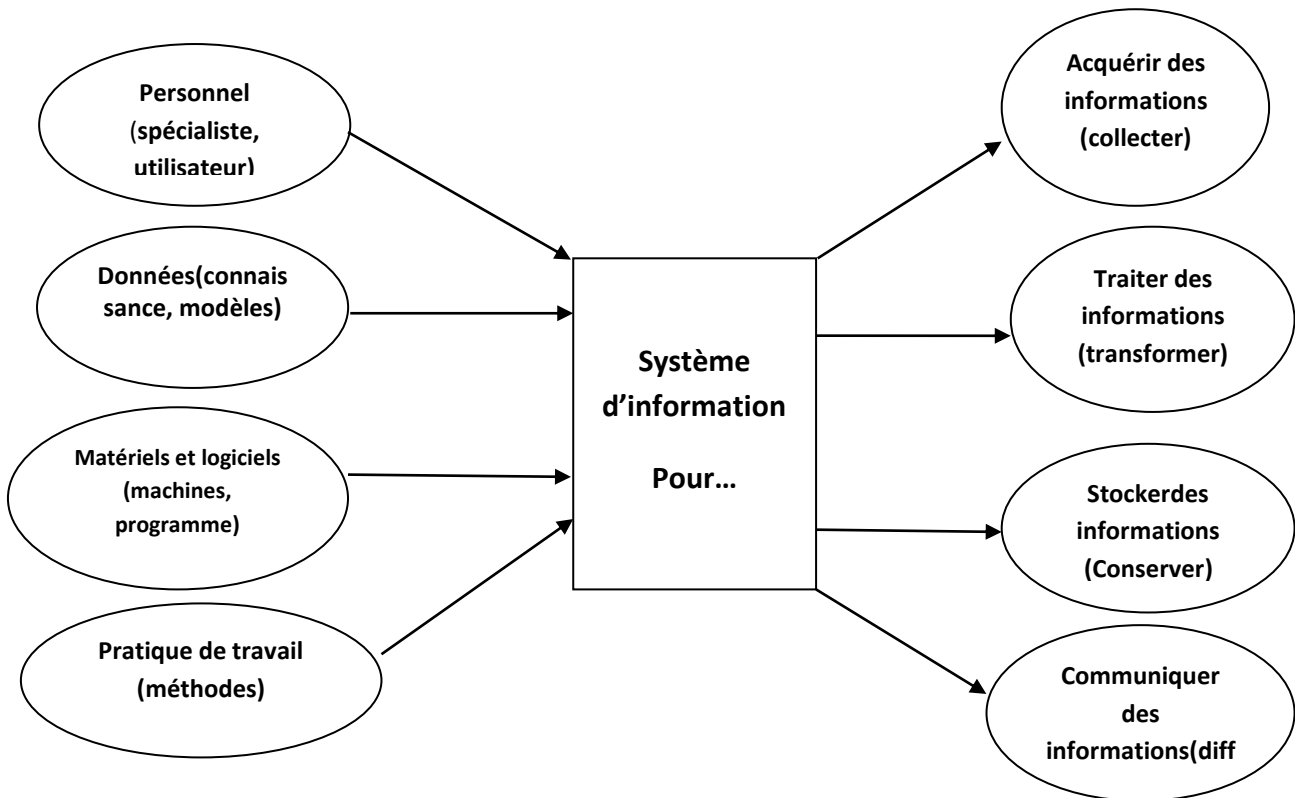 Personnel
(spécialiste,
utilisateur)
Données(connais
sance, modèles)
Matériels et logiciels
(machines,
programme)
Pratique de travail
(méthodes)
Système
d’information
Pour…
Acquérir des
informations
(collecter)
Traiter des
informations
(transformer)
Stockerdes
informations
(Conserver)
Communiquer
des
informations(diff